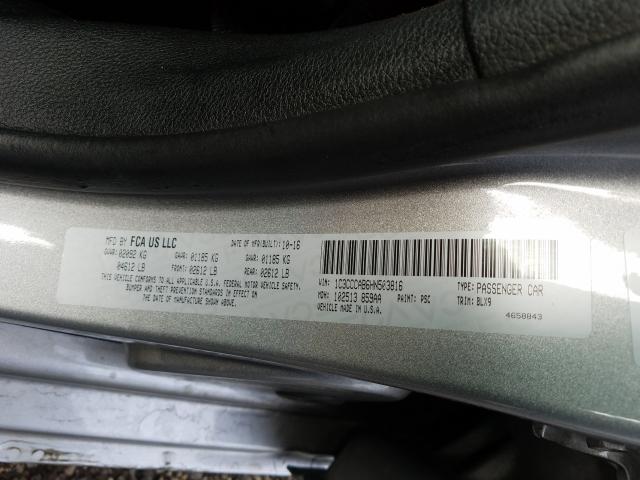 MFD BY FCA US LLC DATE OF MFR(BUILT): 10-16
GVWR: 02092 KG GAWR: 01185 KG GAWR: 01185 KG
04612 LB FRONT: 02612 LB REAR: 02612 LB
THIS VEHICLE CONFORMS TO ALL APPLICABLE U.S.A. FEDERAL MOTOR VEHICLE SAFETY,
BUMPER AND THEFT PREVENTION STANDARDS IN EFFECT ON
THE DATE OF MANUFACTURE SHOWN ABOVE.
VIN: 1C3CCCAB6HN503816 TYPE: PASSENGER CAR
MDH: 102513 859AA PAINT: PSC TRIM: BLX9
VEHICLE MADE IN U.S.A. 4658843